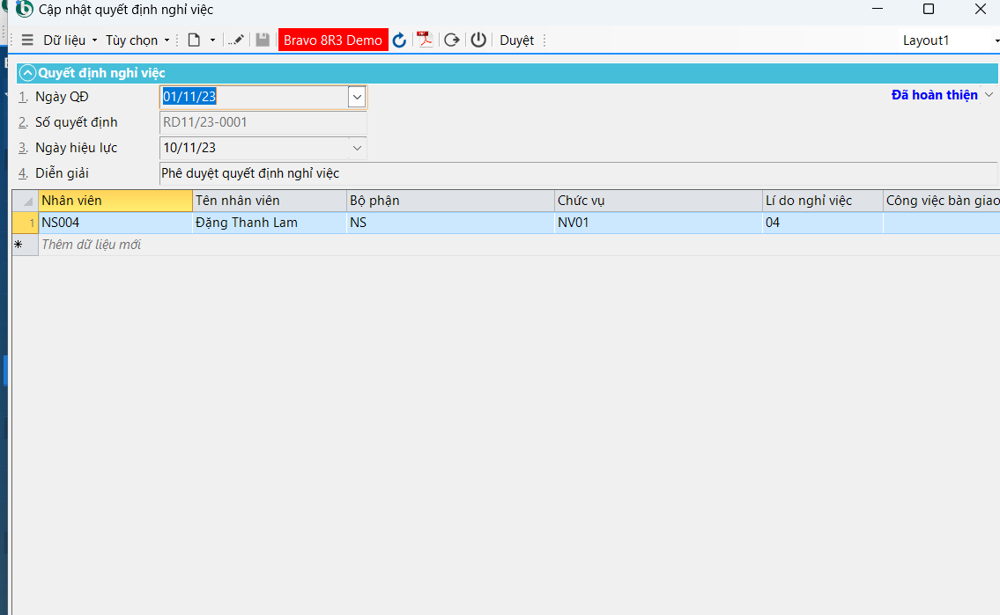 Cập nhật quyết định nghỉ việc
Dữ liệu Tùy chọn Bravo 8R3 Demo Duyệt Layout1
Quyết định nghỉ việc
1. Ngày QĐ 01/11/23 Đã hoàn thiện
2. Số quyết định RD11/23-0001
3. Ngày hiệu lực 10/11/23
4. Diễn giải Phê duyệt quyết định nghỉ việc
Nhân viên Tên nhân viên Bộ phận Chức vụ Lí do nghỉ việc Công việc bàn giao
1 NS004 Đặng Thanh Lam NS NV01 04
* Thêm dữ liệu mới